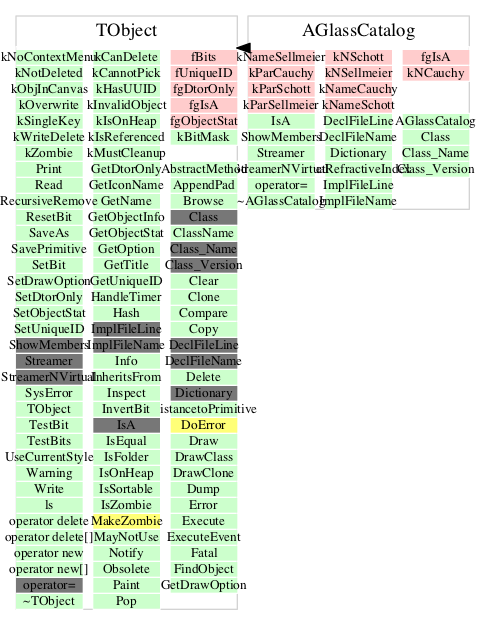 TObject
kNoContextMenu kCanDelete fBits
kNotDeleted kCannotPick fUniqueID
kObjInCanvas kHasUUID fgDtorOnly
kOverwrite kInvalidObject fgIsA
kSingleKey kIsOnHeap fgObjectStat
kWriteDelete kIsReferenced kBitMask
kZombie kMustCleanup
Print GetDtorOnly AbstractMethod
Read GetIconName AppendPad
RecursiveRemove GetName Browse
ResetBit GetObjectInfo Class
SaveAs GetObjectStat ClassName
SavePrimitive GetOption Class_Name
SetBit GetTitle Class_Version
SetDrawOption GetUniqueID Clear
SetDtorOnly HandleTimer Clone
SetObjectStat Hash Compare
SetUniqueID ImplFileLine Copy
ShowMembers ImplFileName DeclFileLine
Streamer Info DeclFileName
StreamerNVirtual InheritsFrom Delete
SysError Inspect Dictionary
TObject InvertBit istancetoPrimitive
TestBit IsA DoError
TestBits IsEqual Draw
UseCurrentStyle IsFolder DrawClass
Warning IsOnHeap DrawClone
Write IsSortable Dump
ls IsZombie Error
operator delete MakeZombie Execute
operator delete[] MayNotUse ExecuteEvent
operator new Notify Fatal
operator new[] Obsolete FindObject
operator= Paint GetDrawOption
~TObject Pop
AGlassCatalog
kNameSellmeier kNSchott fgIsA
kParCauchy kNSellmeier kNCauchy
kParSchott kNameCauchy
kParSellmeier kNameSchott
IsA DeclFileLine AGlassCatalog
ShowMembers DeclFileName Class
Streamer Dictionary Class_Name
StreamerNVirtual tRefractiveIndex Class_Version
operator= ImplFileLine
~AGlassCatalog ImplFileName